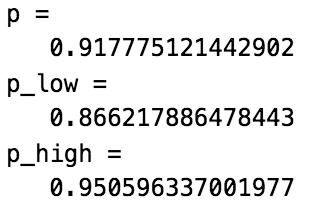 p =
0.917775121442902
p_low =
0.866217886478443
p_high =
0.950596337001977